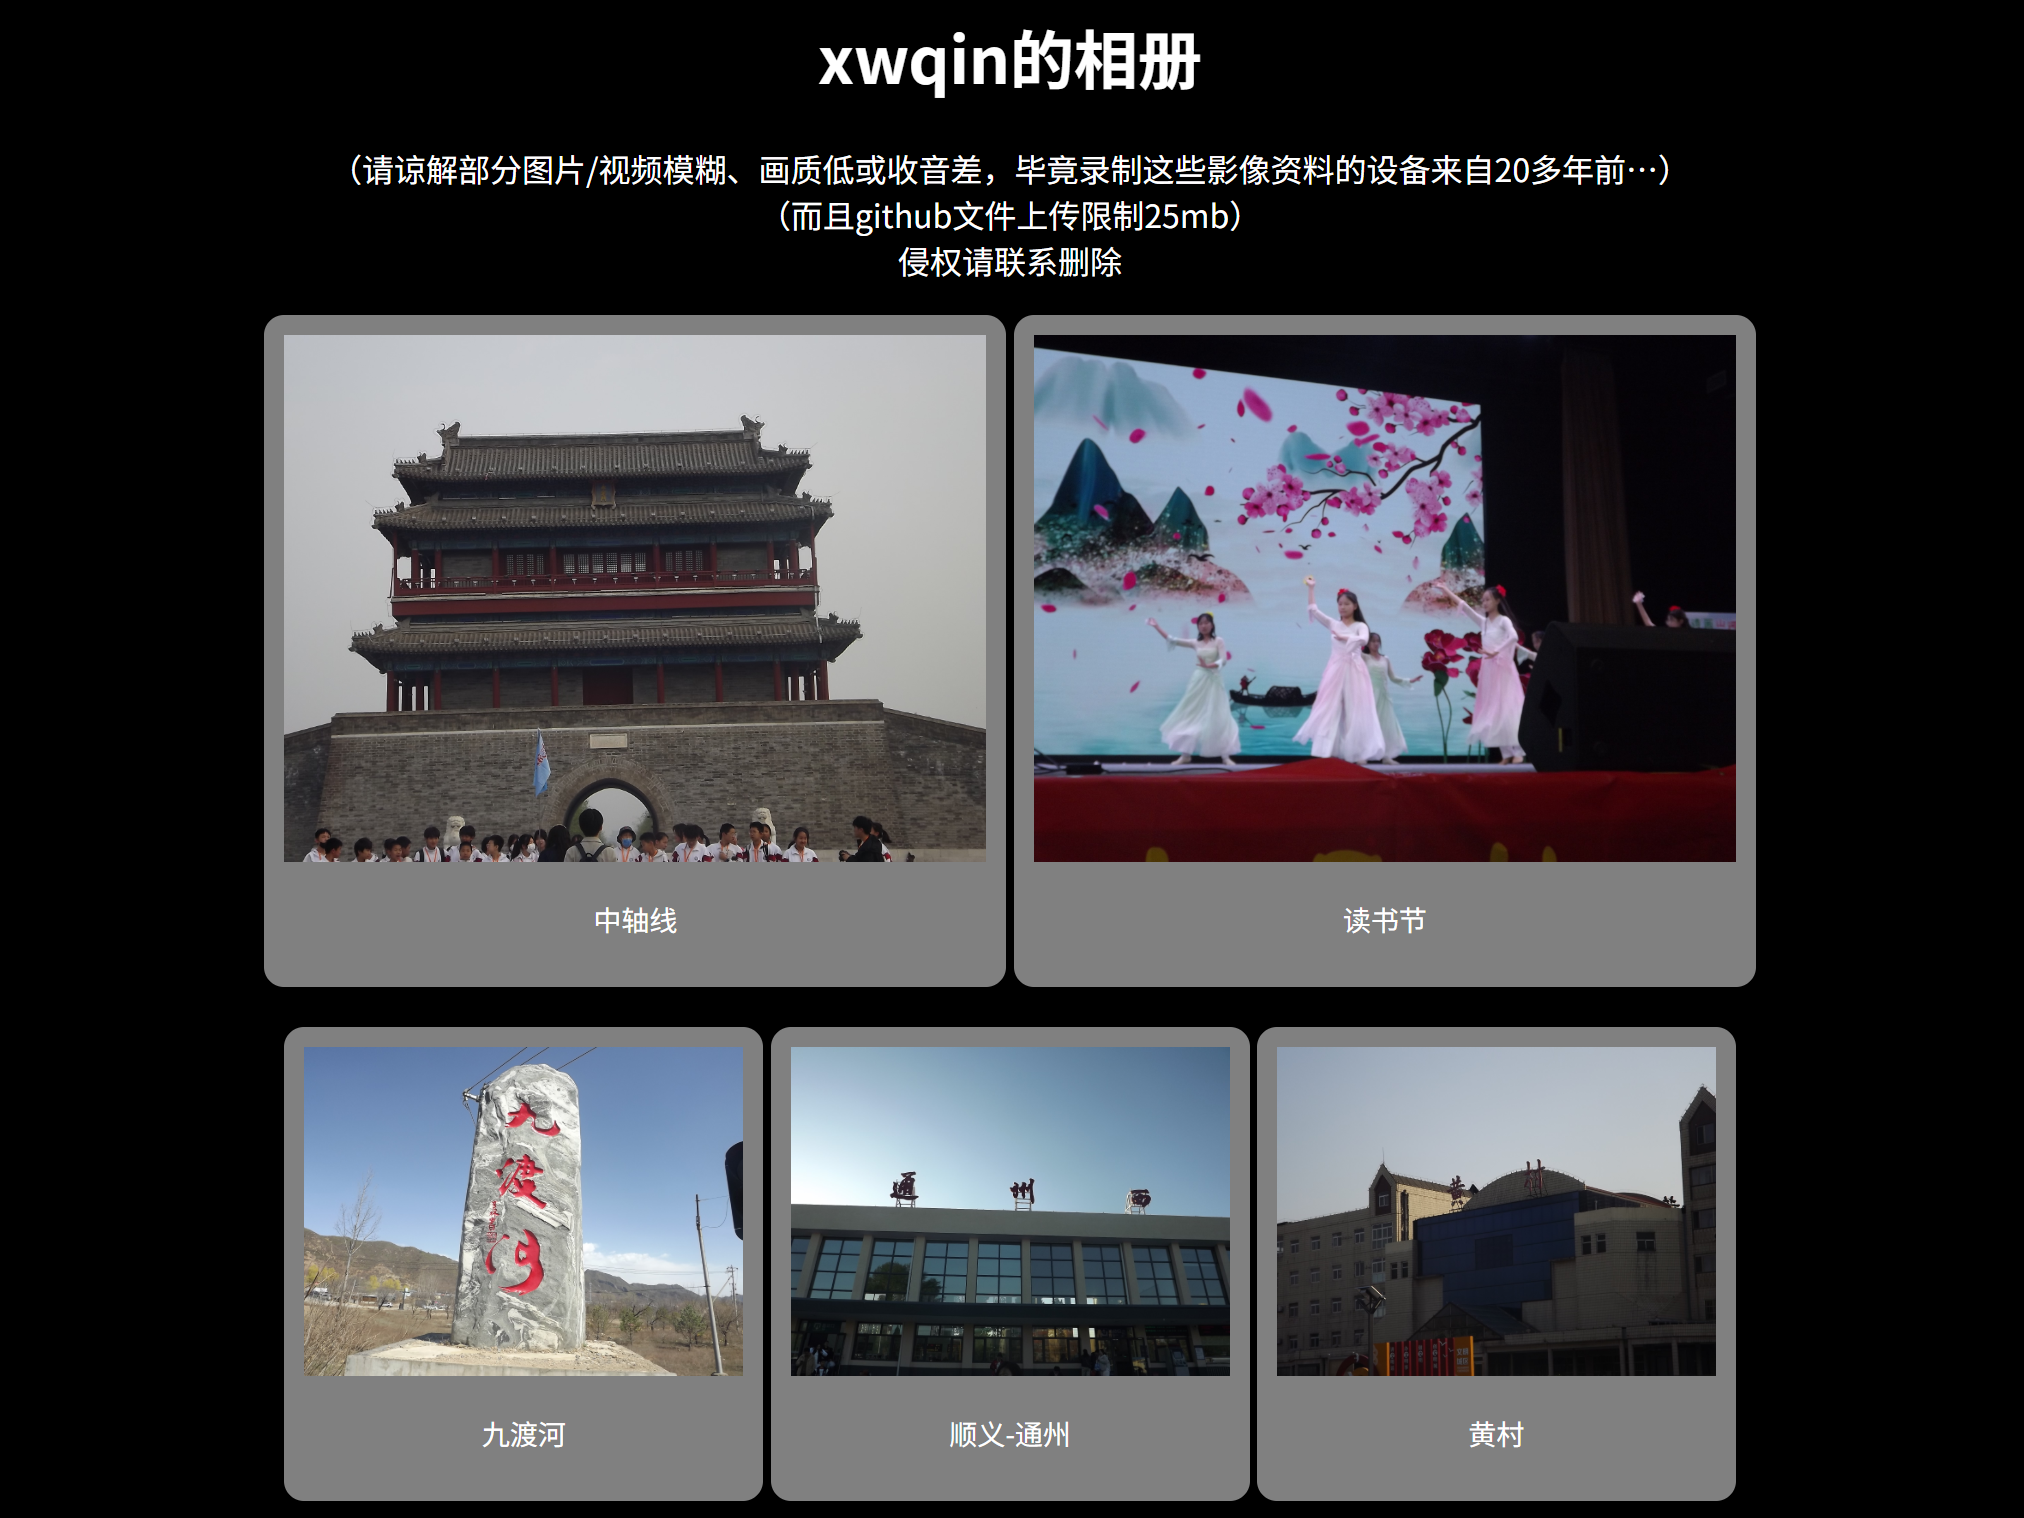 xwqin的相册
（请谅解部分图片/视频模糊、画质低或收音差，毕竟录制这些影像资料的设备来自20多年前…）
（而且github文件上传限制25mb）
侵权请联系删除
中轴线
读书节
九渡河
通州西
黄村
九渡河
顺义-通州
黄村